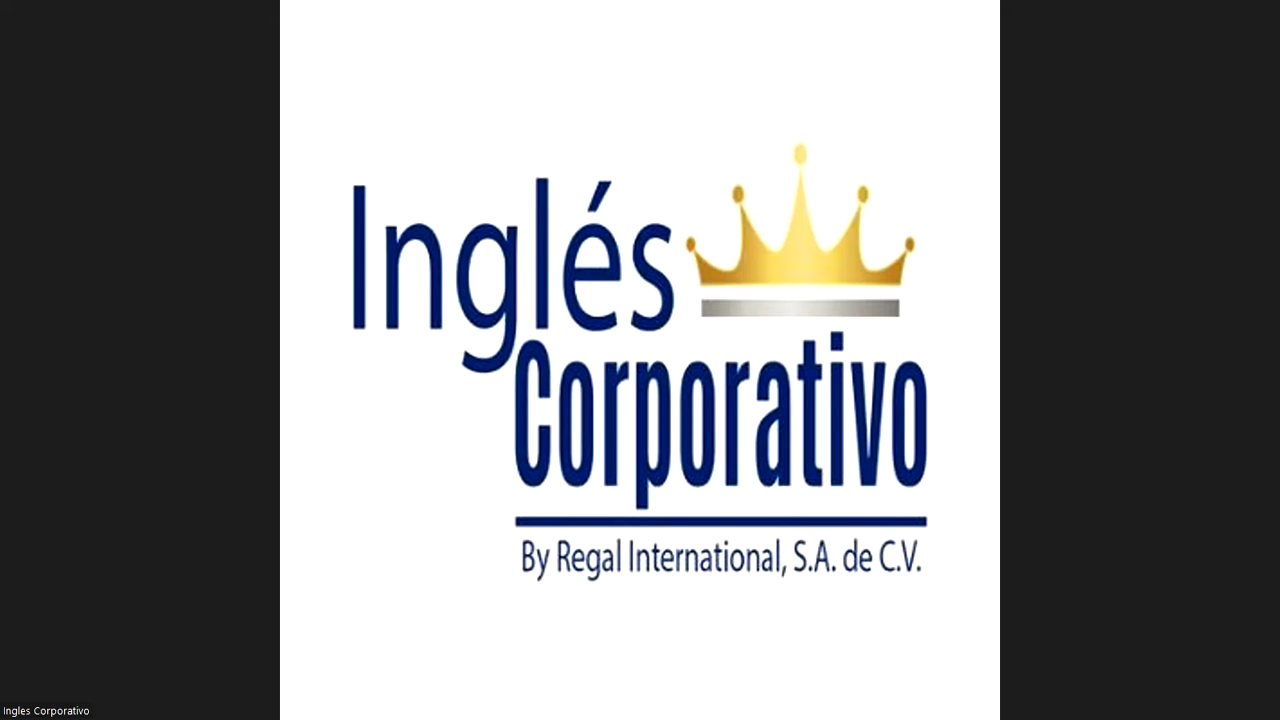 Inglés
Corporativo
By Regal International, S.A. de C.V.
Ingles Corporativo